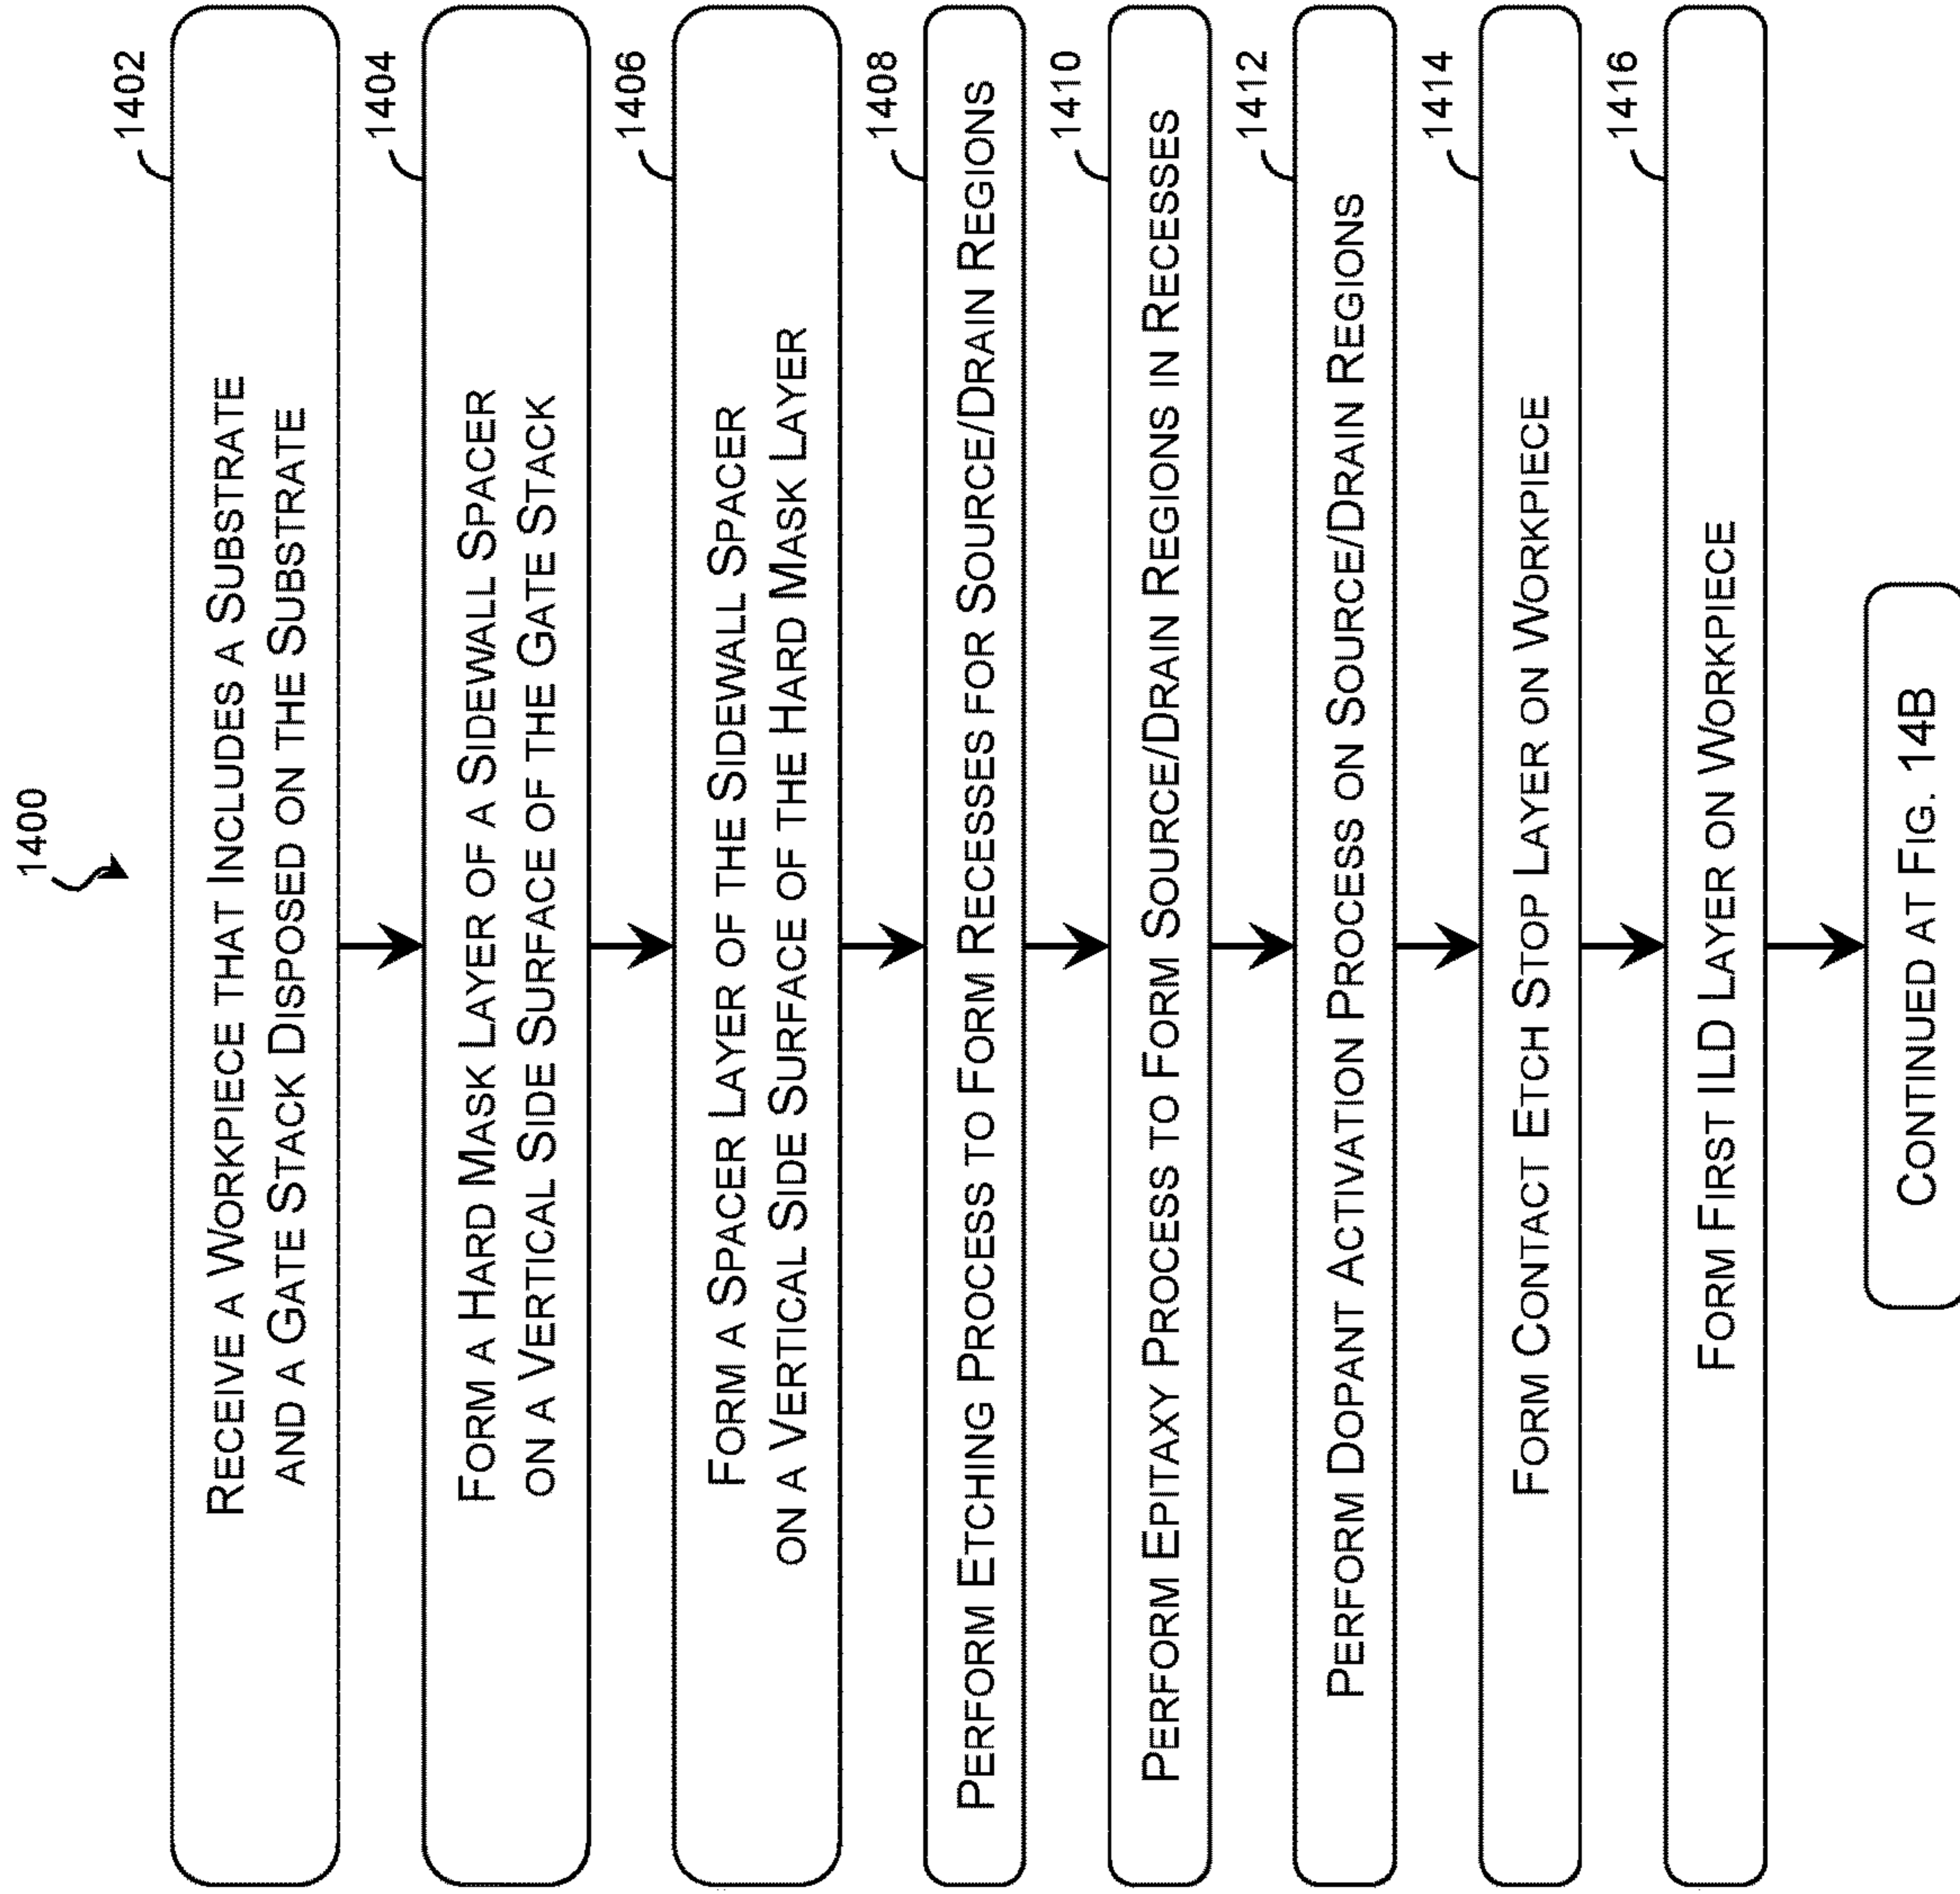 1400
1402
RECEIVE A WORKPIECE THAT INCLUDES A SUBSTRATE
AND A GATE STACK DISPOSED ON THE SUBSTRATE
1404
FORM A HARD MASK LAYER OF A SIDEWALL SPACER
ON A VERTICAL SIDE SURFACE OF THE GATE STACK
1406
FORM A SPACER LAYER OF THE SIDEWALL SPACER
ON A VERTICAL SIDE SURFACE OF THE HARD MASK LAYER
1408
PERFORM ETCHING PROCESS TO FORM RECESSES FOR SOURCE/DRAIN REGIONS
1410
PERFORM EPITAXY PROCESS TO FORM SOURCE/DRAIN REGIONS IN RECESSES
1412
PERFORM DOPANT ACTIVATION PROCESS ON SOURCE/DRAIN REGIONS
1414
FORM CONTACT ETCH STOP LAYER ON WORKPIECE
1416
FORM FIRST ILD LAYER ON WORKPIECE
CONTINUED AT FIG. 14B